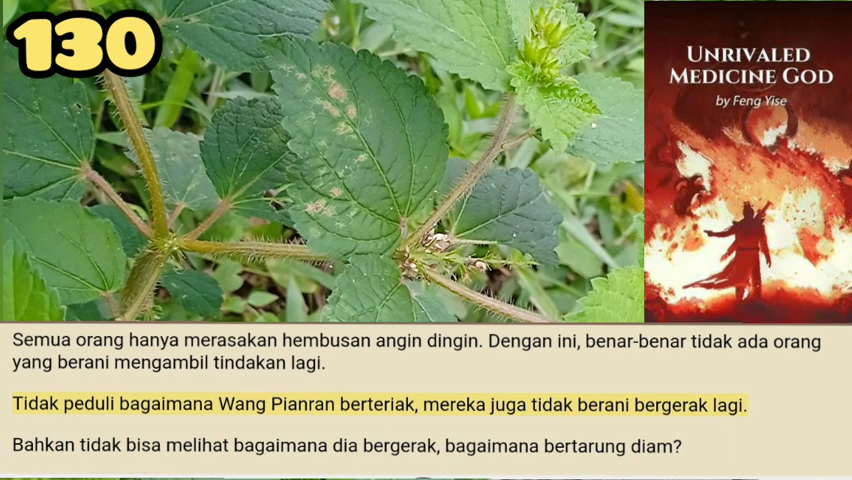 130
UNRIVALED
MEDICINE GOD
by Feng Yise
Semua orang hanya merasakan hembusan angin dingin. Dengan ini, benar-benar tidak ada orang
yang berani mengambil tindakan lagi.
Tidak peduli bagaimana Wang Pianran berteriak, mereka juga tidak berani bergerak lagi.
Bahkan tidak bisa melihat bagaimana dia bergerak, bagaimana bertarung diam?